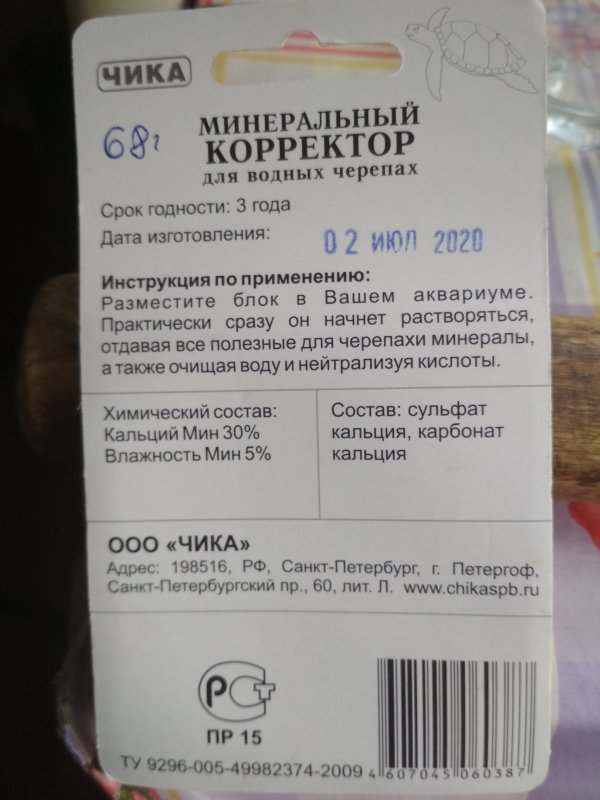 ЧИКА
68г
МИНЕРАЛЬНЫЙ
КОРРЕКТОР
для водных черепах
Срок годности: 3 года
Дата изготовления: 02 ИЮЛ 2020
Инструкция по применению:
Разместите блок в Вашем аквариуме.
Практически сразу он начнет растворяться,
отдавая все полезные для черепахи минералы,
а также очищая воду и нейтрализуя кислоты.
Химический состав:
Кальций Мин 30%
Влажность Мин 5%
Состав: сульфат
кальция, карбонат
кальция
ООО «ЧИКА»
Адрес: 198516, РФ, Санкт-Петербург, г. Петергоф,
Санкт-Петербургский пр., 60, лит. Л. www.chikaspb.ru
РСТ
ПР 15
ТУ 9296-005-49982374-2009
4 607045 060387